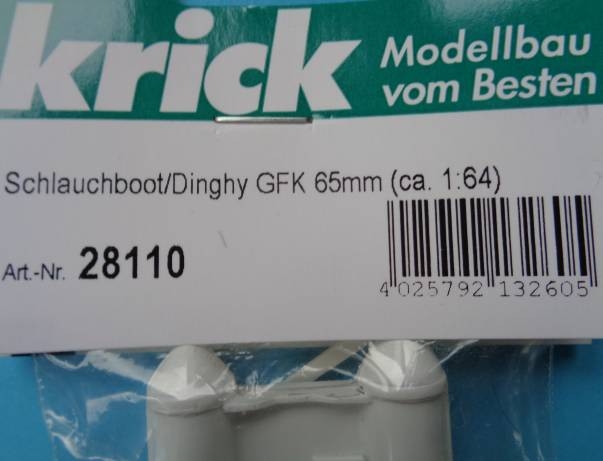 krick
Modellbau
vom Besten
Schlauchboot/Dinghy GFK 65mm (ca. 1:64)
Art.-Nr. 28110
4 025792 132605